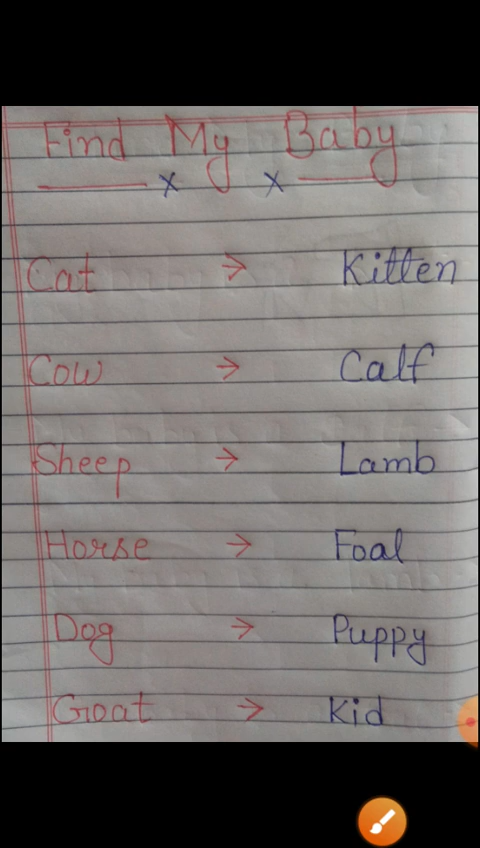 Find My Baby
x x
Cat → Kitten
Cow → Calf
Sheep → Lamb
Horse → Foal
Dog → Puppy
Goat → Kid